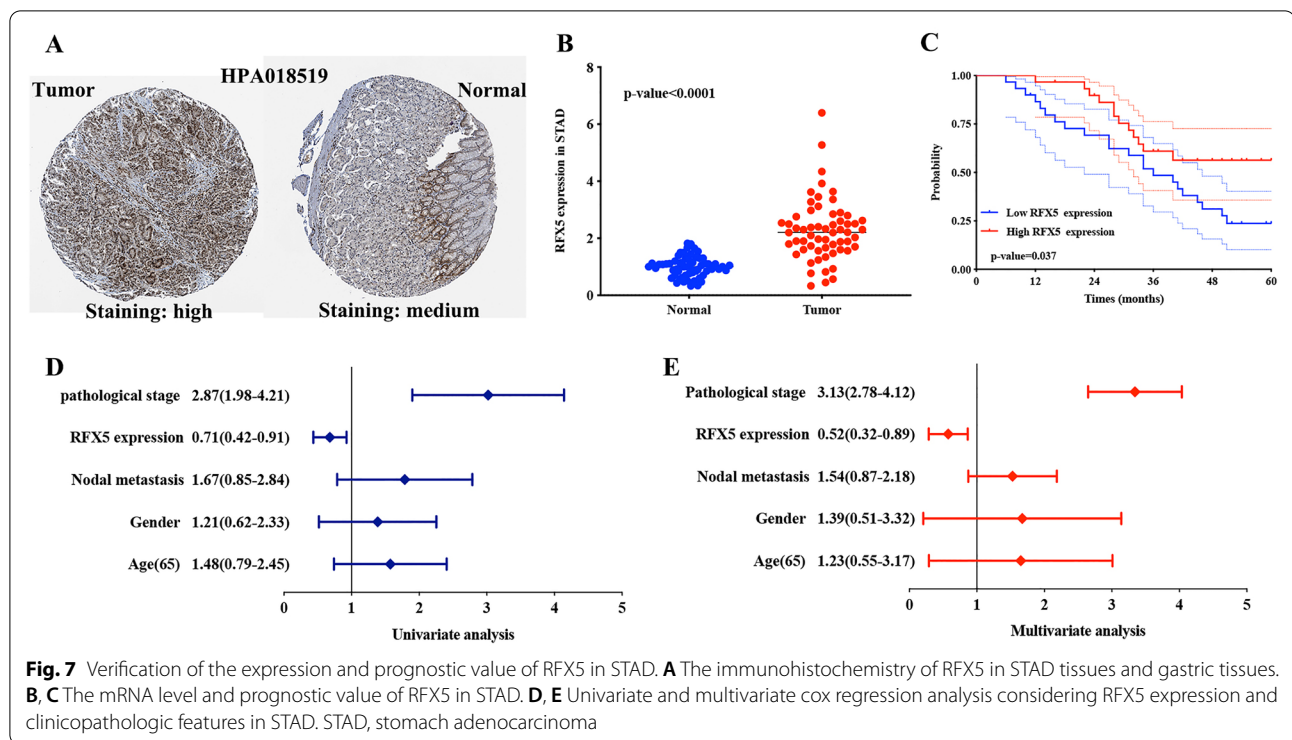 A
HPA018519
Tumor
Normal
Staining: high
Staining: medium
B
8
6
4
2
0
RFX5 expression in STAD
p-value<0.0001
Normal
Tumor
C
1.00
0.75
0.50
0.25
0.00
Probability
Low RFX5 expression
High RFX5 expression
p-value=0.037
0
12
24
36
48
60
Times (months)
D
pathological stage 2.87(1.98-4.21)
RFX5 expression 0.71(0.42-0.91)
Nodal metastasis 1.67(0.85-2.84)
Gender 1.21(0.62-2.33)
Age(65) 1.48(0.79-2.45)
0 1 2 3 4 5
Univariate analysis
E
Pathological stage 3.13(2.78-4.12)
RFX5 expression 0.52(0.32-0.89)
Nodal metastasis 1.54(0.87-2.18)
Gender 1.39(0.51-3.32)
Age(65) 1.23(0.55-3.17)
0 1 2 3 4 5
Multivariate analysis
Fig. 7 Verification of the expression and prognostic value of RFX5 in STAD. A The immunohistochemistry of RFX5 in STAD tissues and gastric tissues.
B, C The mRNA level and prognostic value of RFX5 in STAD. D, E Univariate and multivariate cox regression analysis considering RFX5 expression and
clinicopathologic features in STAD. STAD, stomach adenocarcinoma